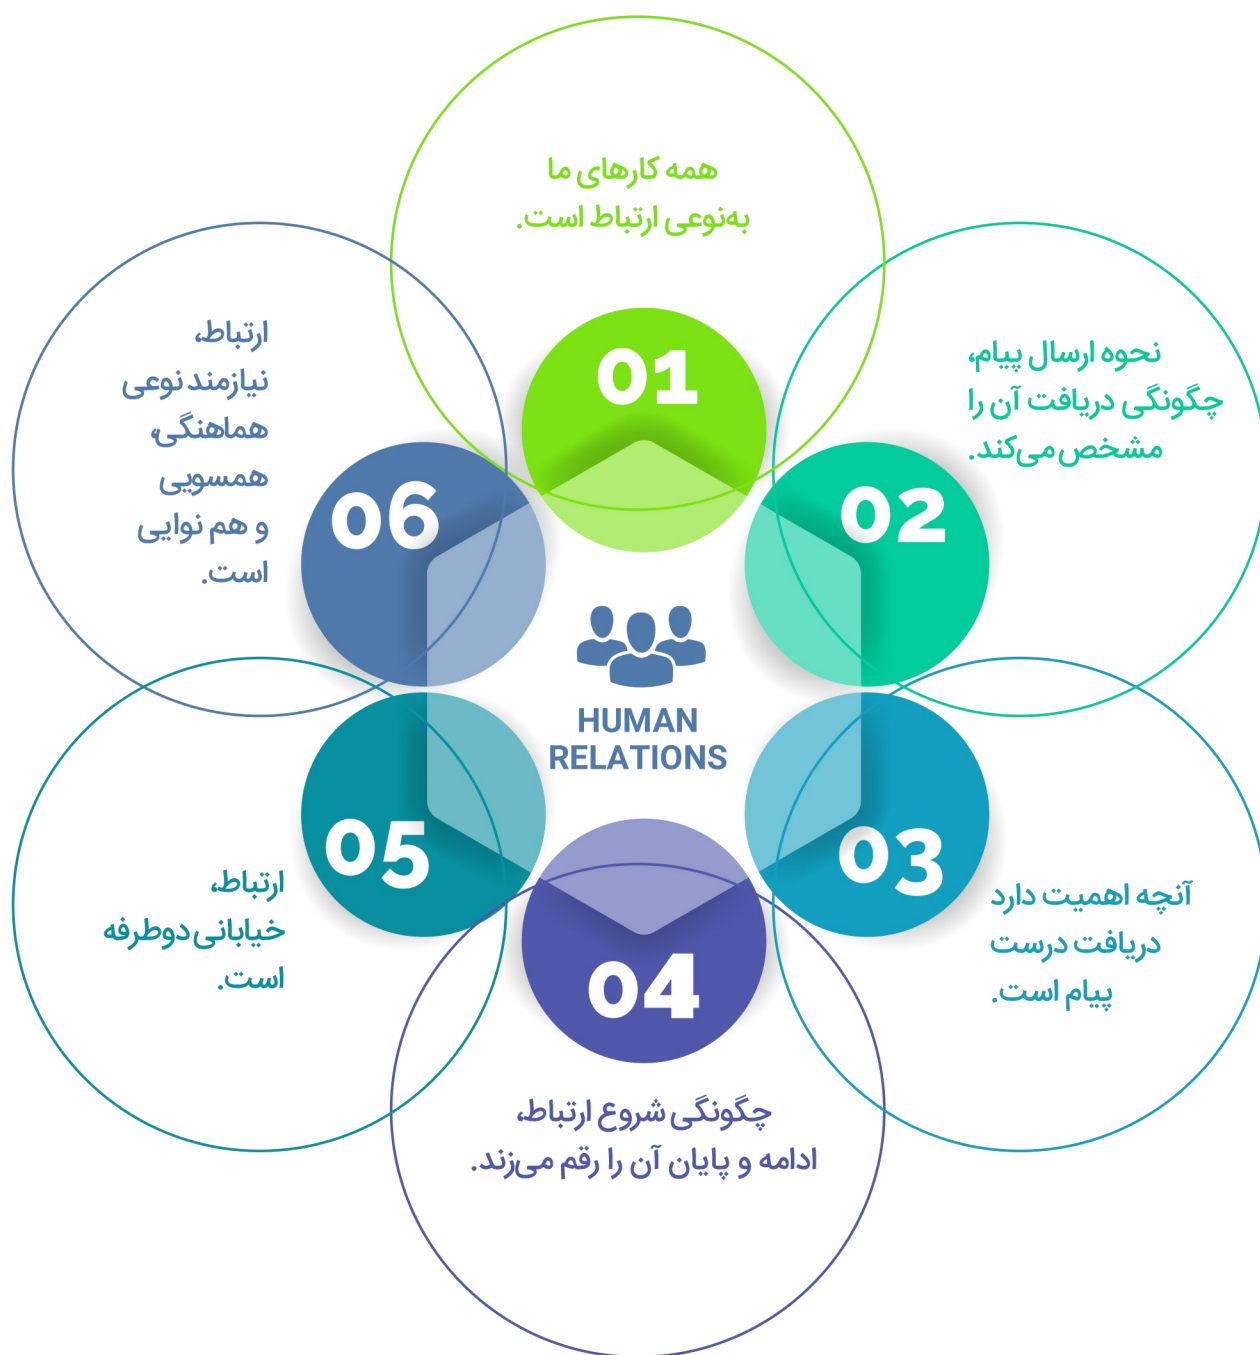 همه کارهای ما
به‌نوعی ارتباط است.
01
نحوه ارسال پیام،
چگونگی دریافت آن را
مشخص می‌کند.
02
آنچه اهمیت دارد
دریافت درست
پیام است.
03
چگونگی شروع ارتباط،
ادامه و پایان آن را رقم می‌زند.
04
ارتباط،
خیابانی دوطرفه
است.
05
ارتباط،
نیازمند نوعی
هماهنگی،
همسویی
و هم نوایی
است.
06
HUMAN
RELATIONS